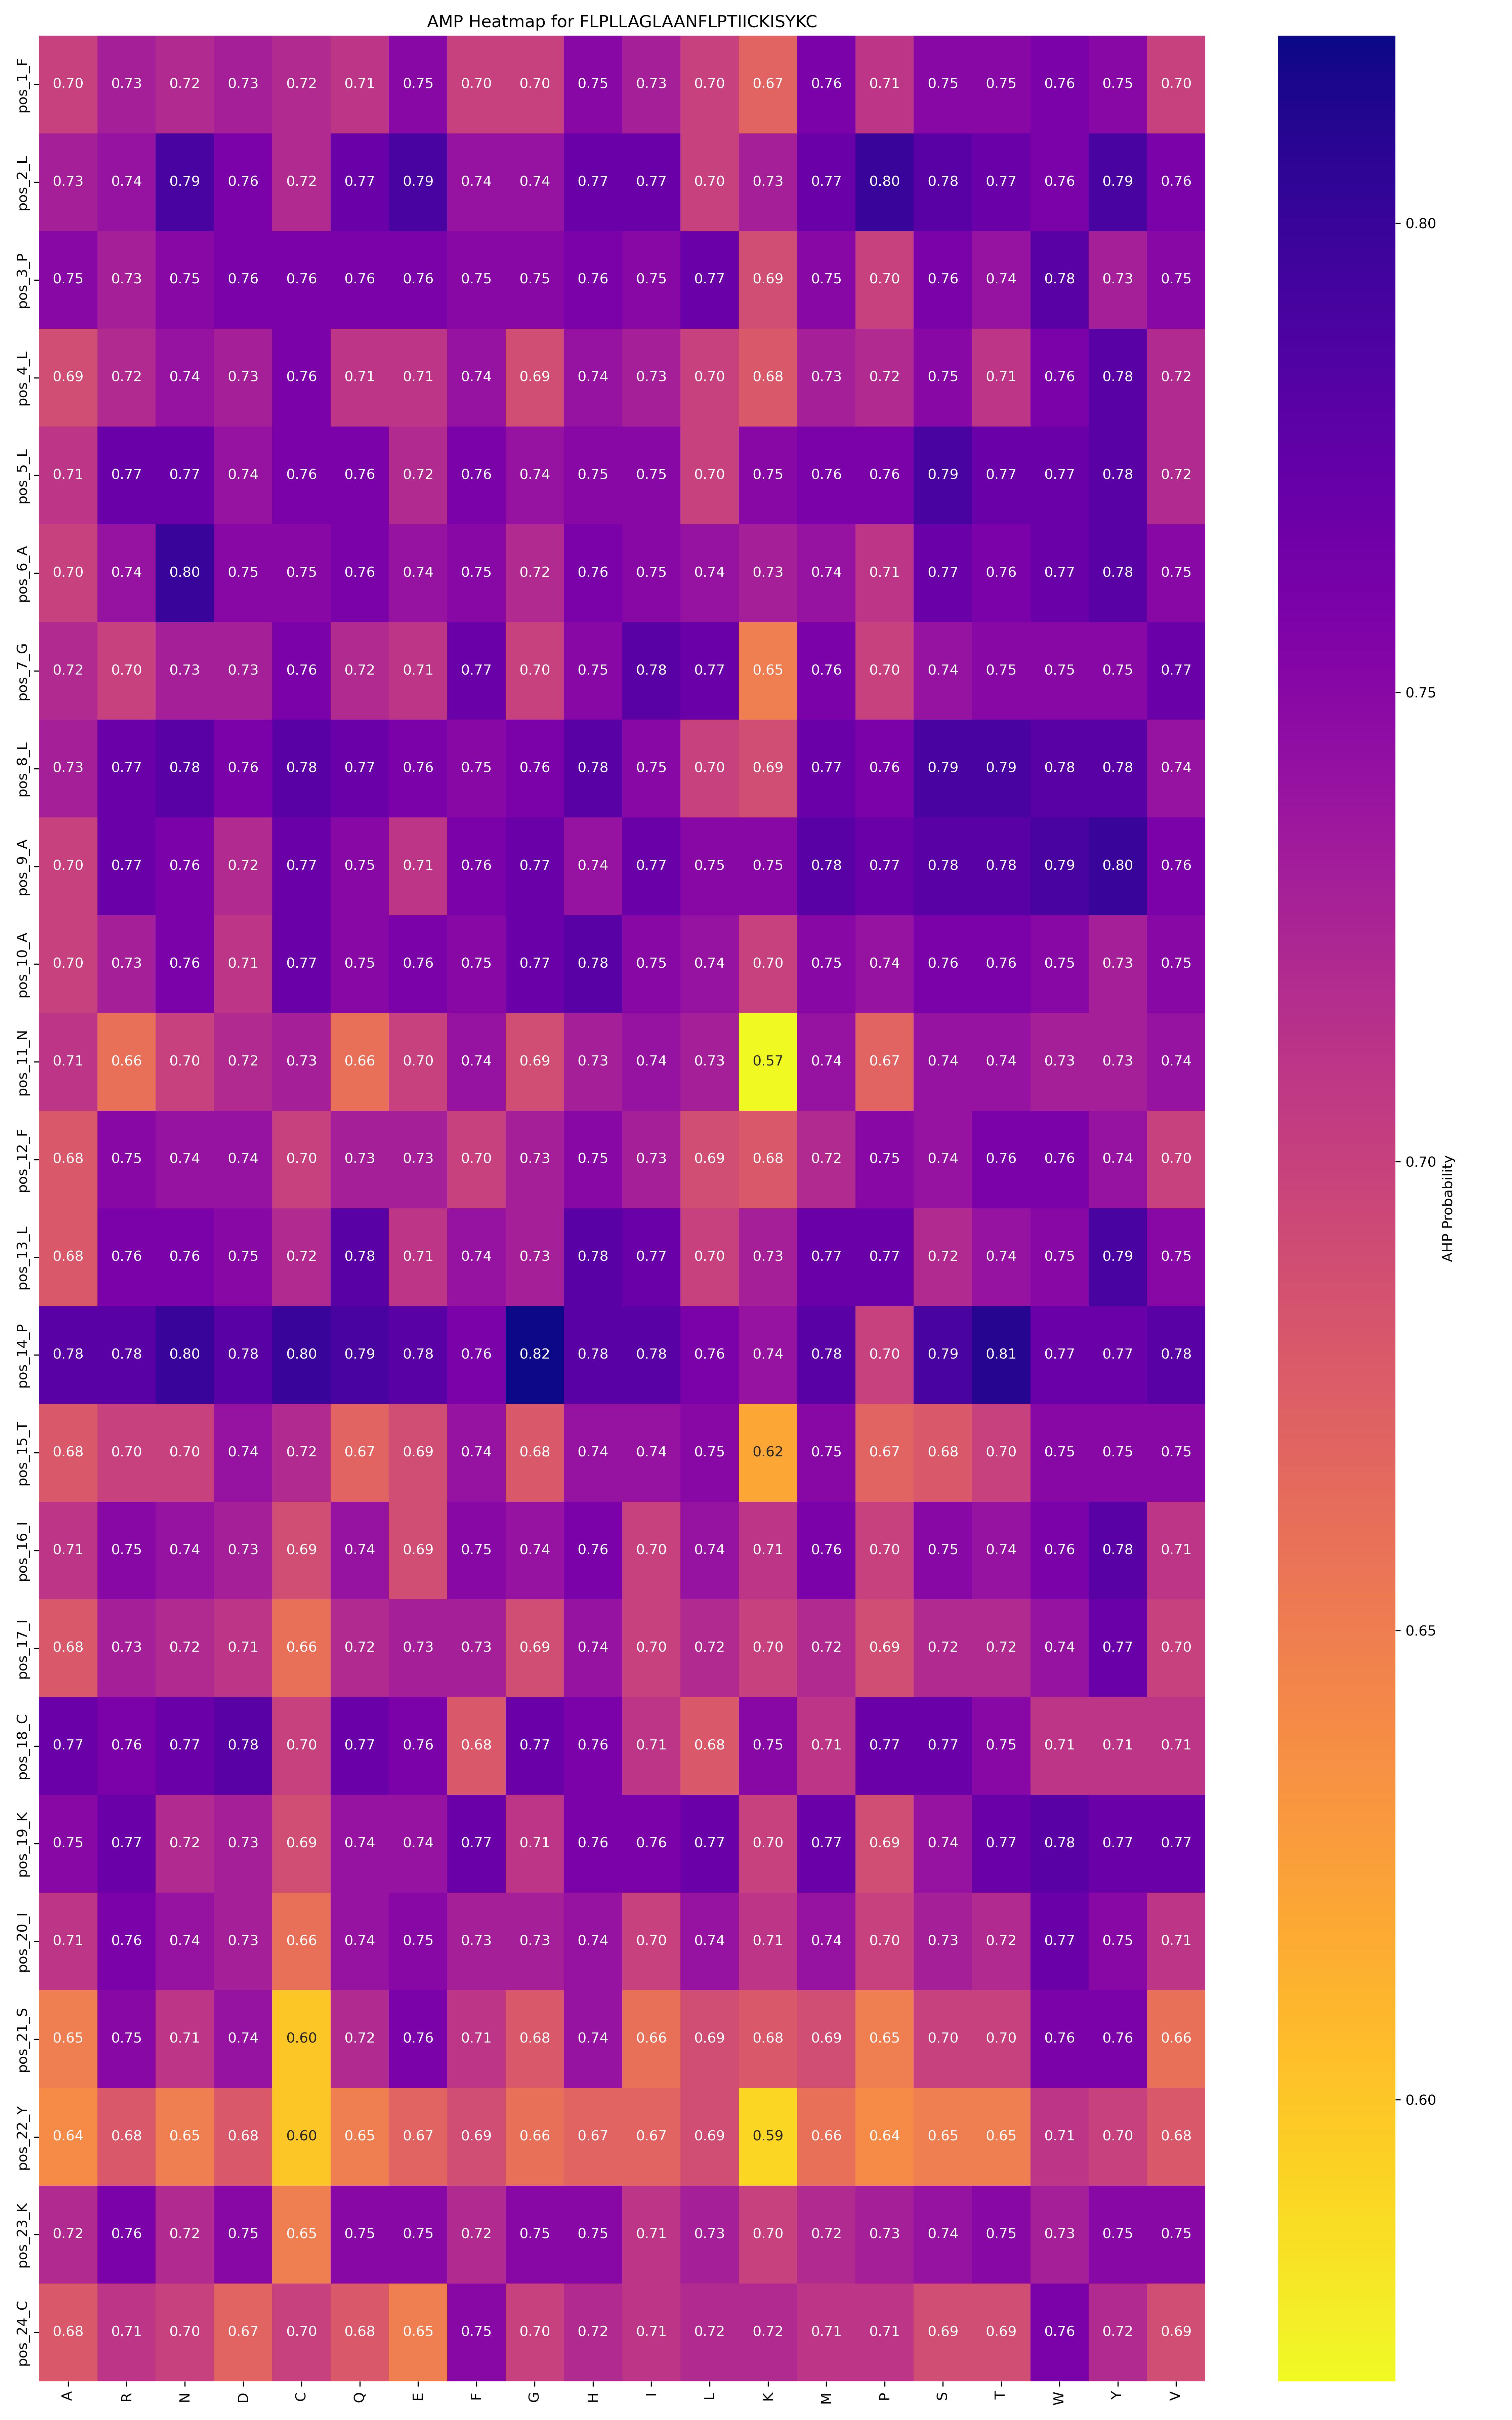 AMP Heatmap for FLPLLAGLAANFLPTIICKISYKC
pos_1_F 0.70 0.73 0.72 0.73 0.72 0.71 0.75 0.70 0.70 0.75 0.73 0.70 0.67 0.76 0.71 0.75 0.75 0.76 0.75 0.70
pos_2_L 0.73 0.74 0.79 0.76 0.72 0.77 0.79 0.74 0.74 0.77 0.77 0.70 0.73 0.77 0.80 0.78 0.77 0.76 0.79 0.76
pos_3_P 0.75 0.73 0.75 0.76 0.76 0.76 0.76 0.75 0.75 0.76 0.75 0.77 0.69 0.75 0.70 0.76 0.74 0.78 0.73 0.75
pos_4_L 0.69 0.72 0.74 0.73 0.76 0.71 0.71 0.74 0.69 0.74 0.73 0.70 0.68 0.73 0.72 0.75 0.71 0.76 0.78 0.72
pos_5_L 0.71 0.77 0.77 0.74 0.76 0.76 0.72 0.76 0.74 0.75 0.75 0.70 0.75 0.76 0.76 0.79 0.77 0.77 0.78 0.72
pos_6_A 0.70 0.74 0.80 0.75 0.75 0.76 0.74 0.75 0.72 0.76 0.75 0.74 0.73 0.74 0.71 0.77 0.76 0.77 0.78 0.75
pos_7_G 0.72 0.70 0.73 0.73 0.76 0.72 0.71 0.77 0.70 0.75 0.78 0.77 0.65 0.76 0.70 0.74 0.75 0.75 0.75 0.77
pos_8_L 0.73 0.77 0.78 0.76 0.78 0.77 0.76 0.75 0.76 0.78 0.75 0.70 0.69 0.77 0.76 0.79 0.79 0.78 0.78 0.74
pos_9_A 0.70 0.77 0.76 0.72 0.77 0.75 0.71 0.76 0.77 0.74 0.77 0.75 0.75 0.78 0.77 0.78 0.78 0.79 0.80 0.76
pos_10_A 0.70 0.73 0.76 0.71 0.77 0.75 0.76 0.75 0.77 0.78 0.75 0.74 0.70 0.75 0.74 0.76 0.76 0.75 0.73 0.75
pos_11_N 0.71 0.66 0.70 0.72 0.73 0.66 0.70 0.74 0.69 0.73 0.74 0.73 0.57 0.74 0.67 0.74 0.74 0.73 0.73 0.74
pos_12_F 0.68 0.75 0.74 0.74 0.70 0.73 0.73 0.70 0.73 0.75 0.73 0.69 0.68 0.72 0.75 0.74 0.76 0.76 0.74 0.70
pos_13_L 0.68 0.76 0.76 0.75 0.72 0.78 0.71 0.74 0.73 0.78 0.77 0.70 0.73 0.77 0.77 0.72 0.74 0.75 0.79 0.75
pos_14_P 0.78 0.78 0.80 0.78 0.80 0.79 0.78 0.76 0.82 0.78 0.78 0.76 0.74 0.78 0.70 0.79 0.81 0.77 0.77 0.78
pos_15_T 0.68 0.70 0.70 0.74 0.72 0.67 0.69 0.74 0.68 0.74 0.74 0.75 0.62 0.75 0.67 0.68 0.70 0.75 0.75 0.75
pos_16_I 0.71 0.75 0.74 0.73 0.69 0.74 0.69 0.75 0.74 0.76 0.70 0.74 0.71 0.76 0.70 0.75 0.74 0.76 0.78 0.71
pos_17_I 0.68 0.73 0.72 0.71 0.66 0.72 0.73 0.73 0.69 0.74 0.70 0.72 0.70 0.72 0.69 0.72 0.72 0.74 0.77 0.70
pos_18_C 0.77 0.76 0.77 0.78 0.70 0.77 0.76 0.68 0.77 0.76 0.71 0.68 0.75 0.71 0.77 0.77 0.75 0.71 0.71 0.71
pos_19_K 0.75 0.77 0.72 0.73 0.69 0.74 0.74 0.77 0.71 0.76 0.76 0.77 0.70 0.77 0.69 0.74 0.77 0.78 0.77 0.77
pos_20_I 0.71 0.76 0.74 0.73 0.66 0.74 0.75 0.73 0.73 0.74 0.70 0.74 0.71 0.74 0.70 0.73 0.72 0.77 0.75 0.71
pos_21_S 0.65 0.75 0.71 0.74 0.60 0.72 0.76 0.71 0.68 0.74 0.66 0.69 0.68 0.69 0.65 0.70 0.70 0.76 0.76 0.66
pos_22_Y 0.64 0.68 0.65 0.68 0.60 0.65 0.67 0.69 0.66 0.67 0.67 0.69 0.59 0.66 0.64 0.65 0.65 0.71 0.70 0.68
pos_23_K 0.72 0.76 0.72 0.75 0.65 0.75 0.75 0.72 0.75 0.75 0.71 0.73 0.70 0.72 0.73 0.74 0.75 0.73 0.75 0.75
pos_24_C 0.68 0.71 0.70 0.67 0.70 0.68 0.65 0.75 0.70 0.72 0.71 0.72 0.72 0.71 0.71 0.69 0.69 0.76 0.72 0.69
A R N D C Q E F G H I L K M P S T W Y V
0.80
0.75
0.70
0.65
0.60
AHP Probability